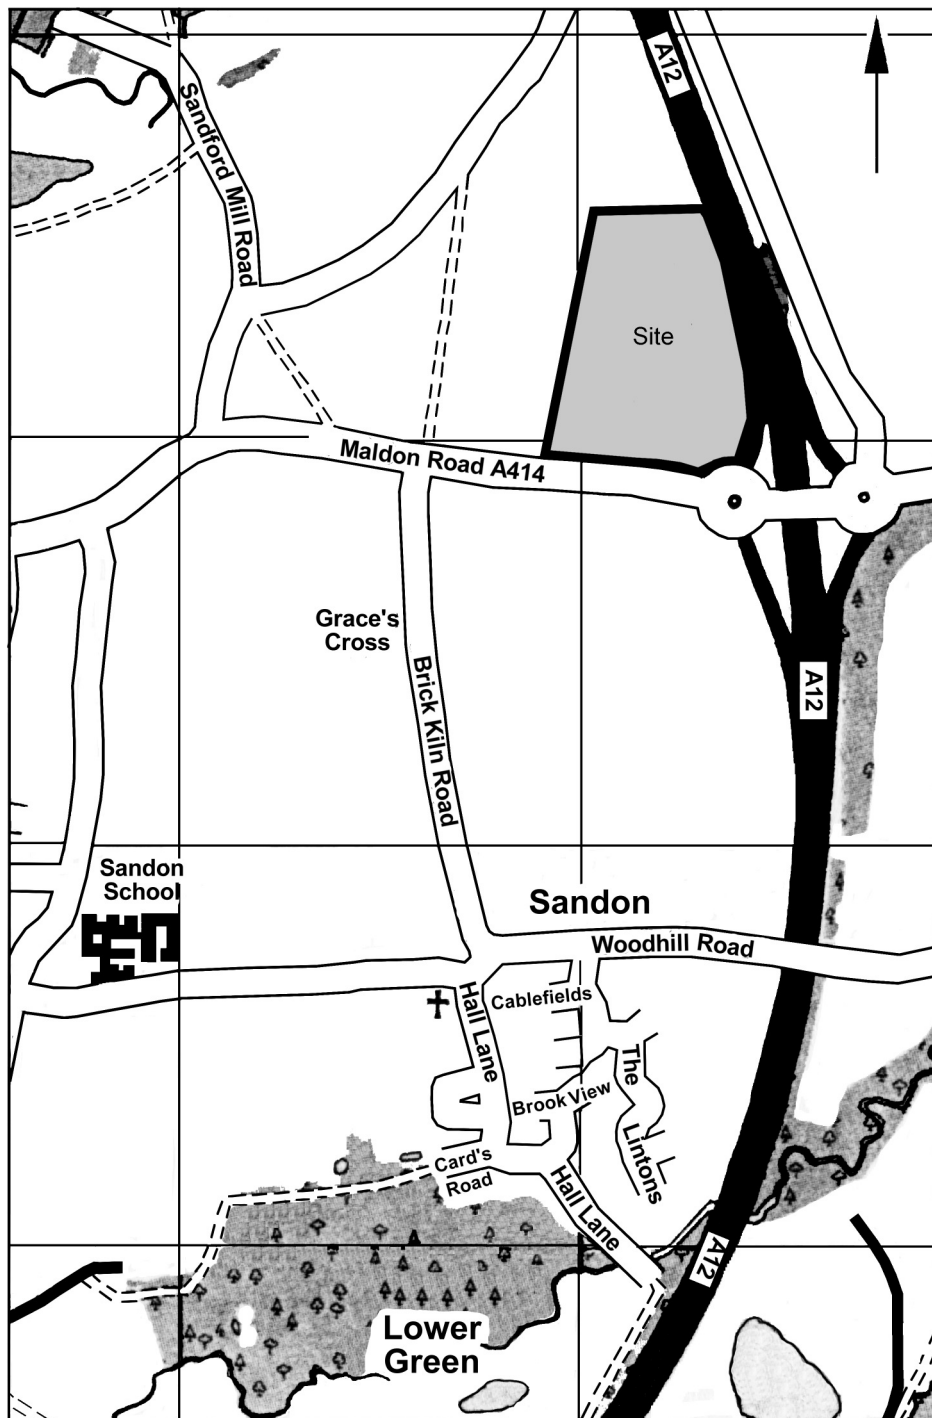 A12
Sandford Mill Road
Site
Maldon Road A414
Grace's
Cross
A12
Brick Kiln Road
Sandon
School
Sandon
Woodhill Road
Cablefields
Hall Lane
The
Lintons
Brook View
Card's
Road
Hall Lane
A12
Lower
Green